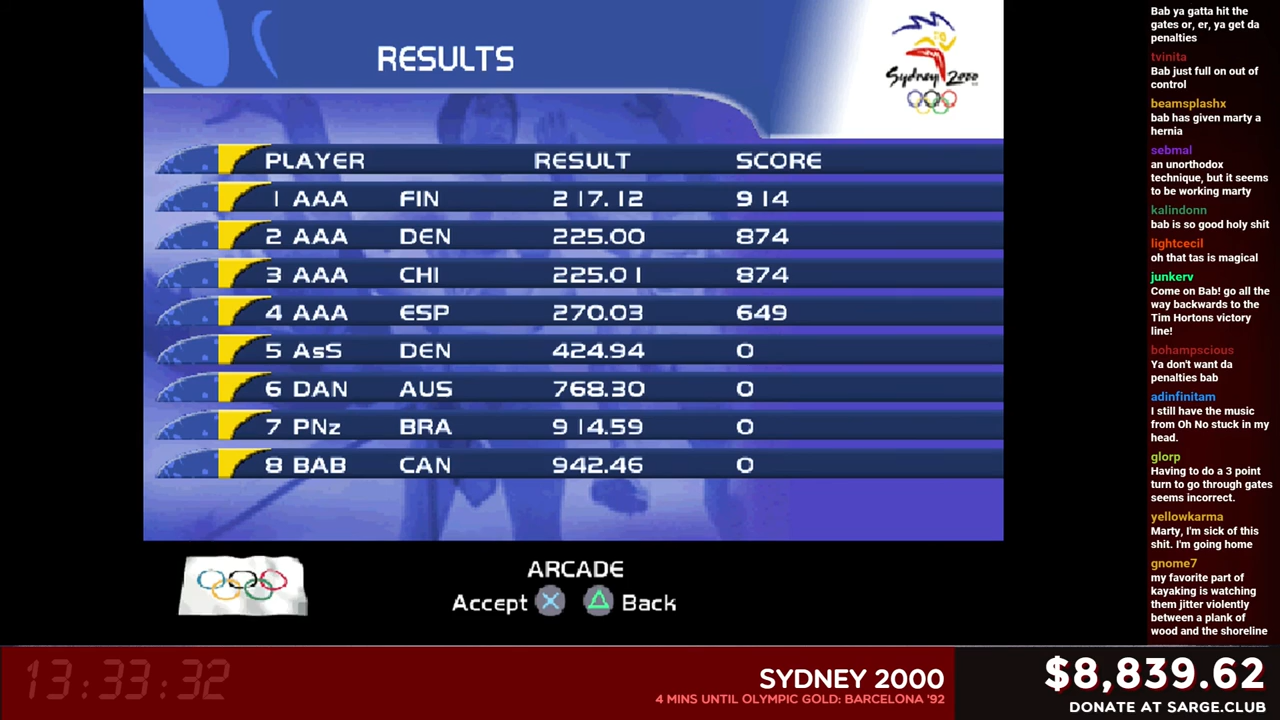 RESULTS
Sydney 2000
PLAYER RESULT SCORE
1 AAA FIN 217.12 914
2 AAA DEN 225.00 874
3 AAA CHI 225.01 874
4 AAA ESP 270.03 649
5 AsS DEN 424.94 0
6 DAN AUS 768.30 0
7 PNz BRA 914.59 0
8 BAB CAN 942.46 0
ARCADE
Accept Back
Bab ya gatta hit the
gates or, er, ya get da
penalties
tvinita
Bab just full on out of
control
beamsplashx
bab has given marty a
hernia
sebmal
an unorthodox
technique, but it seems
to be working marty
kalindonn
bab is so good holy shit
lightcecil
oh that tas is magical
junkerv
Come on Bab! go all the
way backwards to the
Tim Hortons victory
line!
bohampscious
Ya don't want da
penalties bab
adinfinitam
I still have the music
from Oh No stuck in my
head.
glorp
Having to do a 3 point
turn to go through gates
seems incorrect.
yellowkarma
Marty, I'm sick of this
shit. I'm going home
gnome7
my favorite part of
kayaking is watching
them jitter violently
between a plank of
wood and the shoreline
13:33:32
SYDNEY 2000
4 MINS UNTIL OLYMPIC GOLD: BARCELONA '92
$8,839.62
DONATE AT SARGE.CLUB